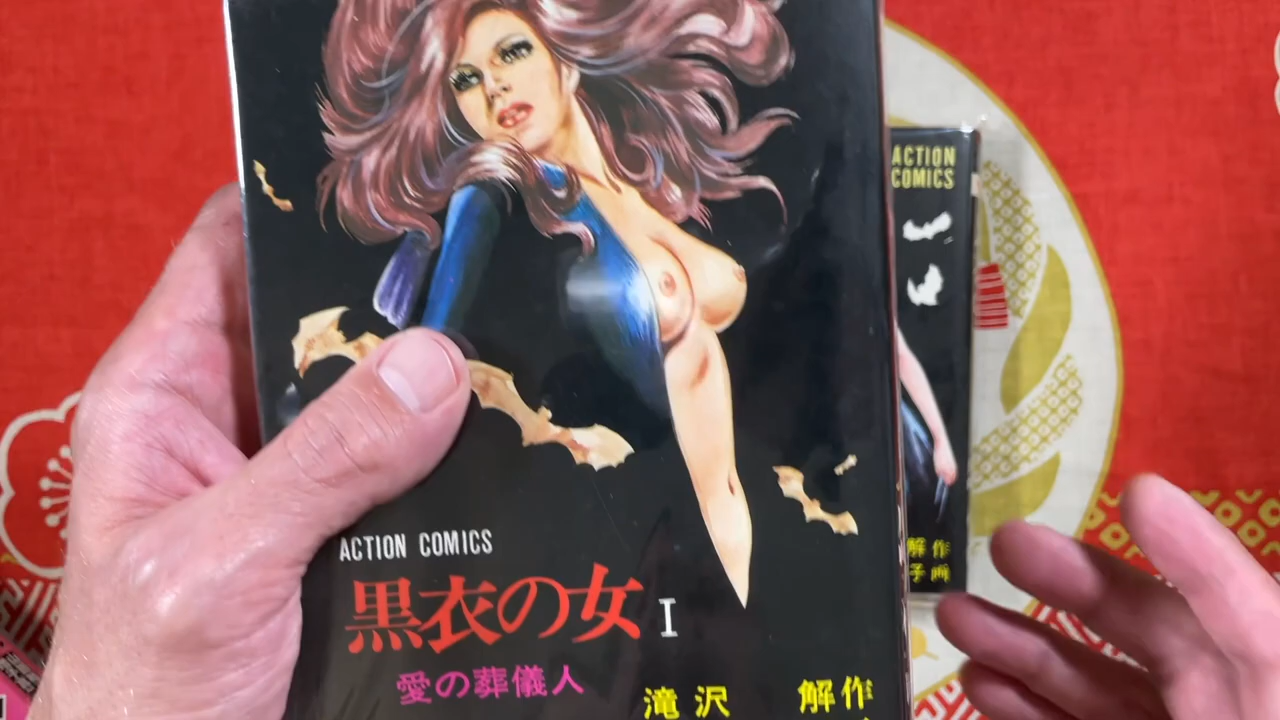 ACTION COMICS
黒衣の女 I
愛の葬儀人
滝沢 解作
ACTION
COMICS
解作
子画